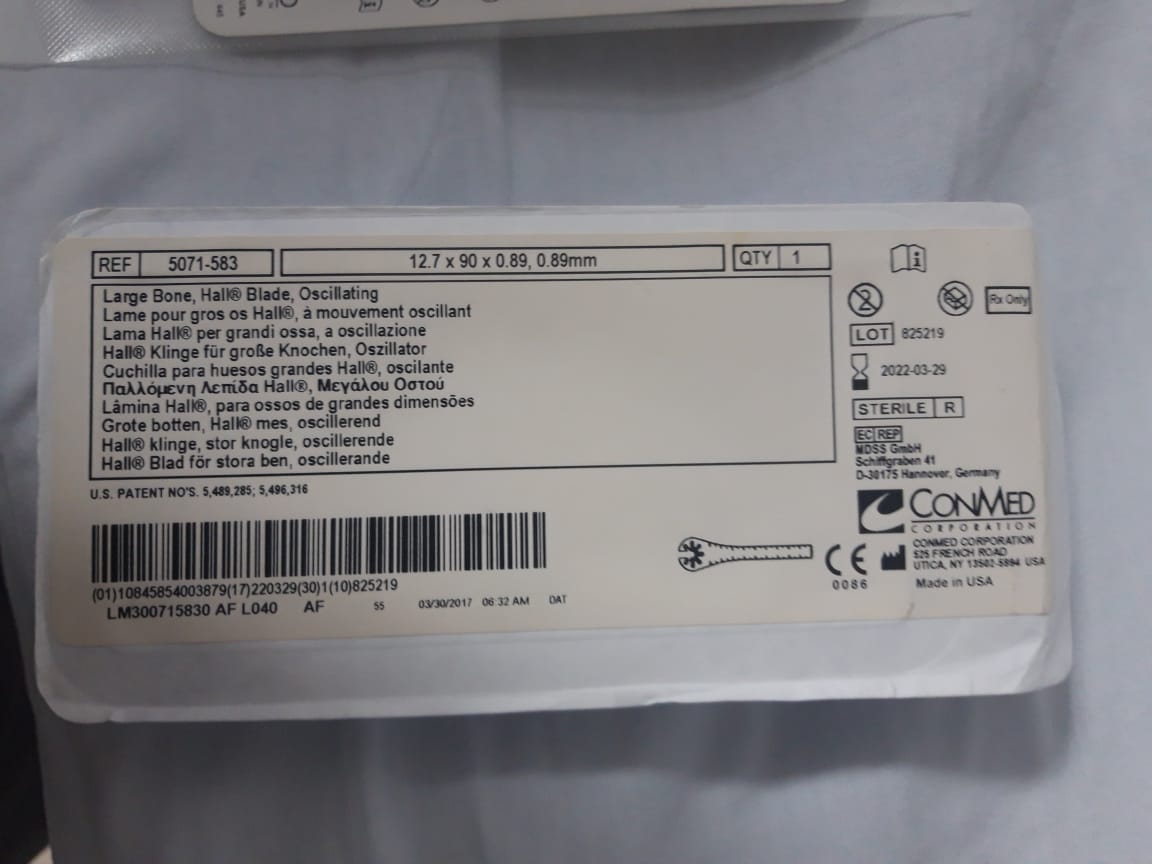 REF 5071-583 12.7 x 90 x 0.89, 0.89mm QTY 1
Large Bone, Hall® Blade, Oscillating
Lame pour gros os Hall®, à mouvement oscillant
Lama Hall® per grandi ossa, a oscillazione
Hall® Klinge für große Knochen, Oszillator
Cuchilla para huesos grandes Hall®, oscilante
Παλλόμενη Λεπίδα Hall®, Μεγάλου Οστού
Lâmina Hall®, para ossos de grandes dimensões
Grote botten, Hall® mes, oscillerend
Hall® klinge, stor knogle, oscillerende
Hall® Blad för stora ben, oscillerande
U.S. PATENT NO'S. 5,489,285; 5,496,316
(01)10845854003879(17)220329(30)1(10)825219
LM300715830 AF L040 AF 55 03/30/2017 06:32 AM DAT
2 Rx Only
LOT 825219
2022-03-29
STERILE R
EC REP
MDSS GmbH
Schiffgraben 41
D-30175 Hannover, Germany
CONMED
CORPORATION
CONMED CORPORATION
525 FRENCH ROAD
UTICA, NY 13502-5994 USA
CE
0086
Made in USA